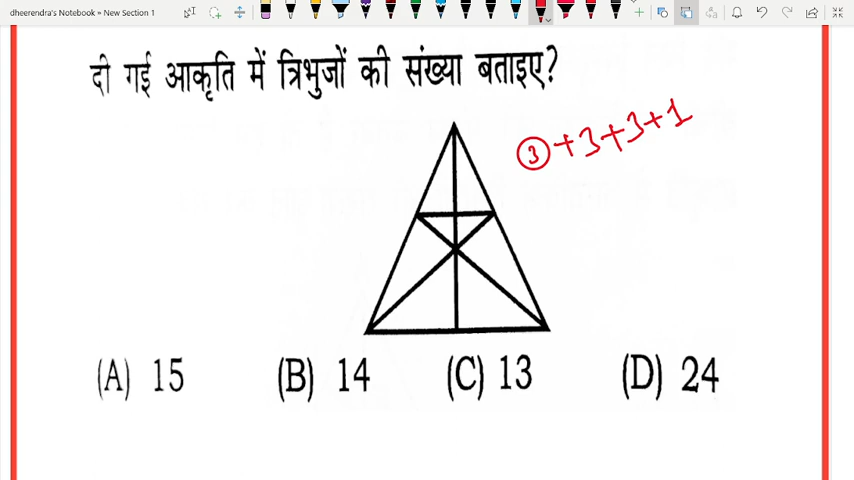 dheerendra's Notebook » New Section 1
दी गई आकृति में त्रिभुजों की संख्या बताइए?
3+3+3+1
(A) 15 (B) 14 (C) 13 (D) 24